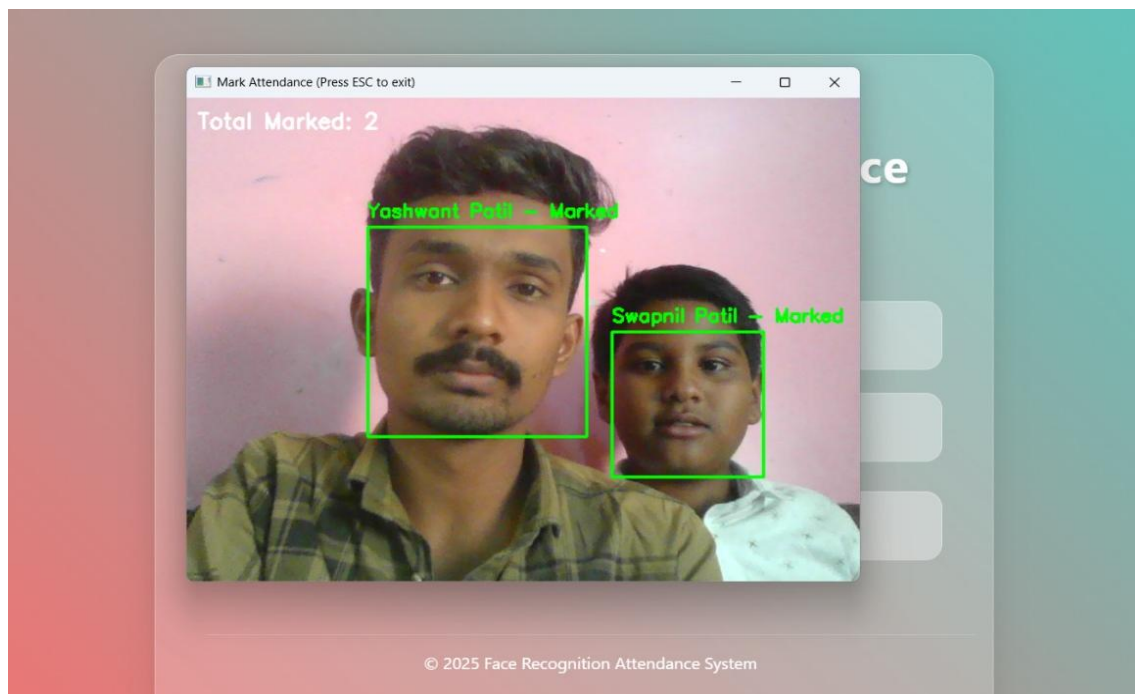 Mark Attendance (Press ESC to exit)
Total Marked: 2
ce
Yashwant Patil - Marked
Swapnil Patil - Marked
© 2025 Face Recognition Attendance System